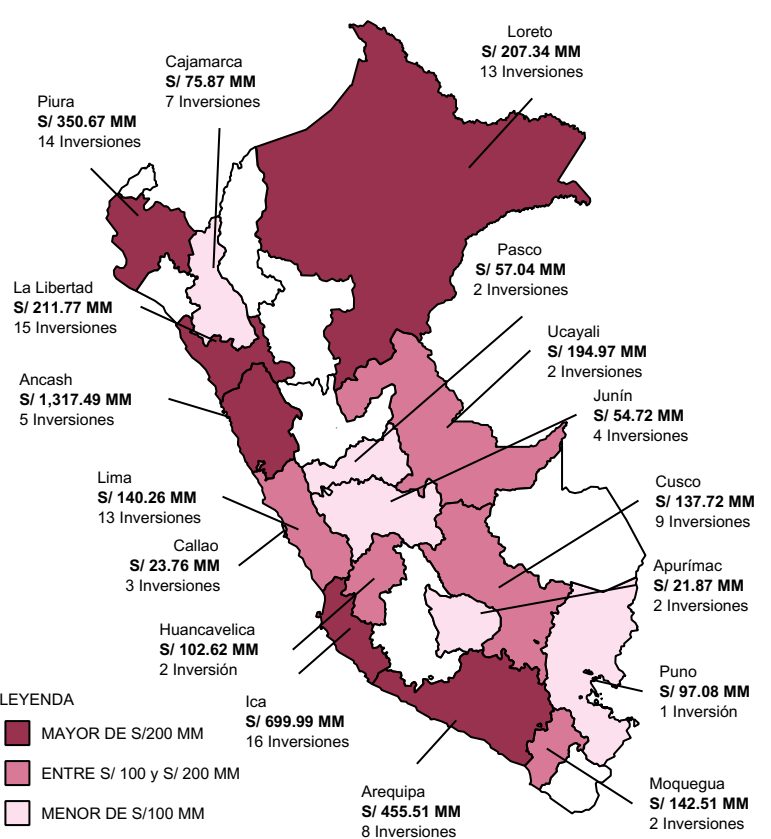 Loreto
S/ 207.34 MM
13 Inversiones
Cajamarca
S/ 75.87 MM
7 Inversiones
Piura
S/ 350.67 MM
14 Inversiones
Pasco
S/ 57.04 MM
2 Inversiones
La Libertad
S/ 211.77 MM
15 Inversiones
Ucayali
S/ 194.97 MM
2 Inversiones
Ancash
S/ 1,317.49 MM
5 Inversiones
Junín
S/ 54.72 MM
4 Inversiones
Lima
S/ 140.26 MM
13 Inversiones
Cusco
S/ 137.72 MM
9 Inversiones
Callao
S/ 23.76 MM
3 Inversiones
Apurímac
S/ 21.87 MM
2 Inversiones
Huancavelica
S/ 102.62 MM
2 Inversión
Puno
S/ 97.08 MM
1 Inversión
Ica
S/ 699.99 MM
16 Inversiones
Arequipa
S/ 455.51 MM
8 Inversiones
Moquegua
S/ 142.51 MM
2 Inversiones
LEYENDA
MAYOR DE S/200 MM
ENTRE S/ 100 y S/ 200 MM
MENOR DE S/100 MM